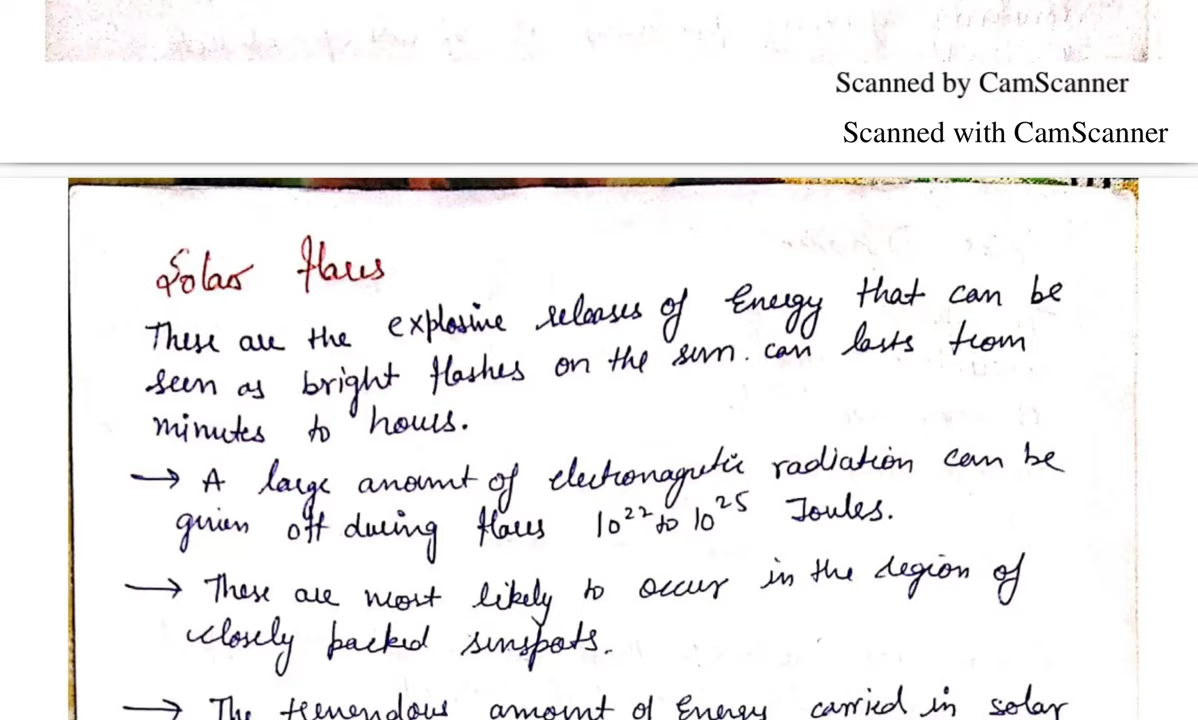 Scanned by CamScanner
Scanned with CamScanner
Solar flares
These are the explosive releases of Energy that can be
seen as bright flashes on the sun. can lasts from
minutes to hours.
→ A large amount of electromagnetic radiation can be
given off during flares 10²² to 10²⁵ Joules.
→ These are most likely to occur in the region of
closely packed sunspots.
→ The tremendous amount of Energy carried in solar